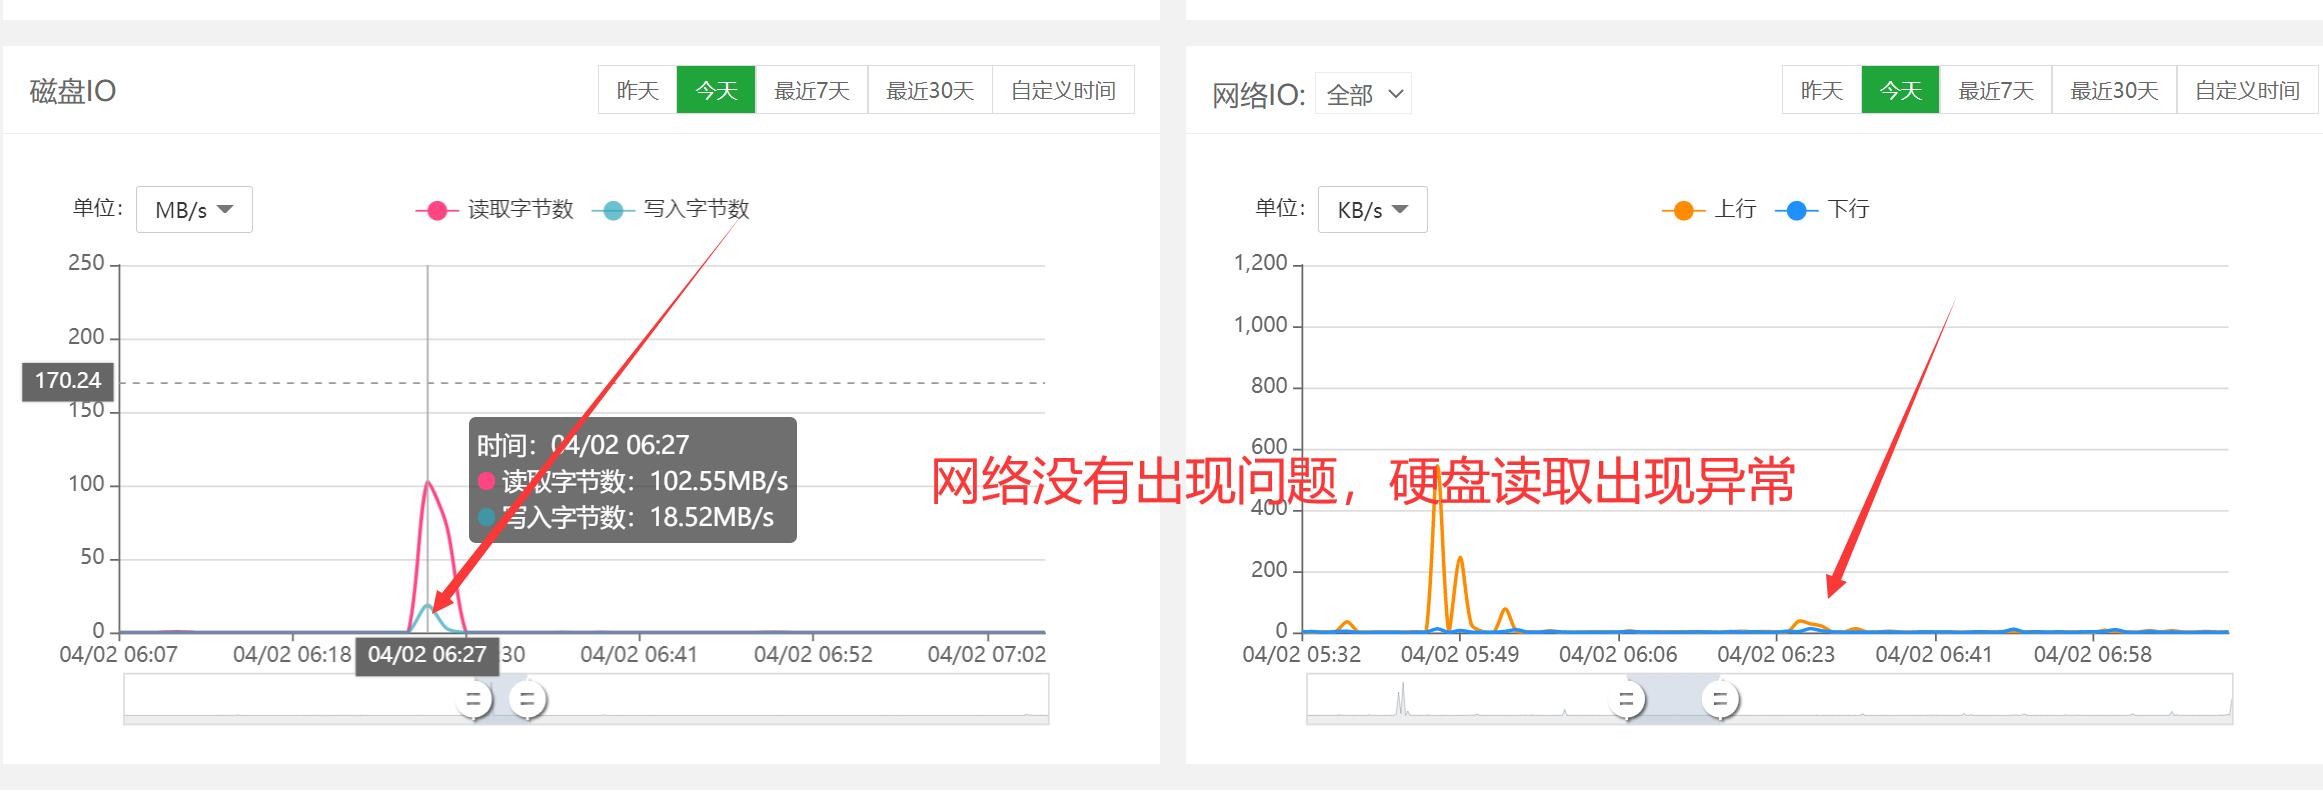 磁盘IO
昨天 今天 最近7天 最近30天 自定义时间
单位： MB/s
读取字节数 写入字节数
250
200
170.24
150
100
50
0
时间：04/02 06:27
读取字节数：102.55MB/s
写入字节数：18.52MB/s
04/02 06:07 04/02 06:18 04/02 06:27 :30 04/02 06:41 04/02 06:52 04/02 07:02
网络没有出现问题，硬盘读取出现异常
网络IO: 全部
昨天 今天 最近7天 最近30天 自定义时间
单位： KB/s
上行 下行
1,200
1,000
800
600
400
200
0
04/02 05:32 04/02 05:49 04/02 06:06 04/02 06:23 04/02 06:41 04/02 06:58